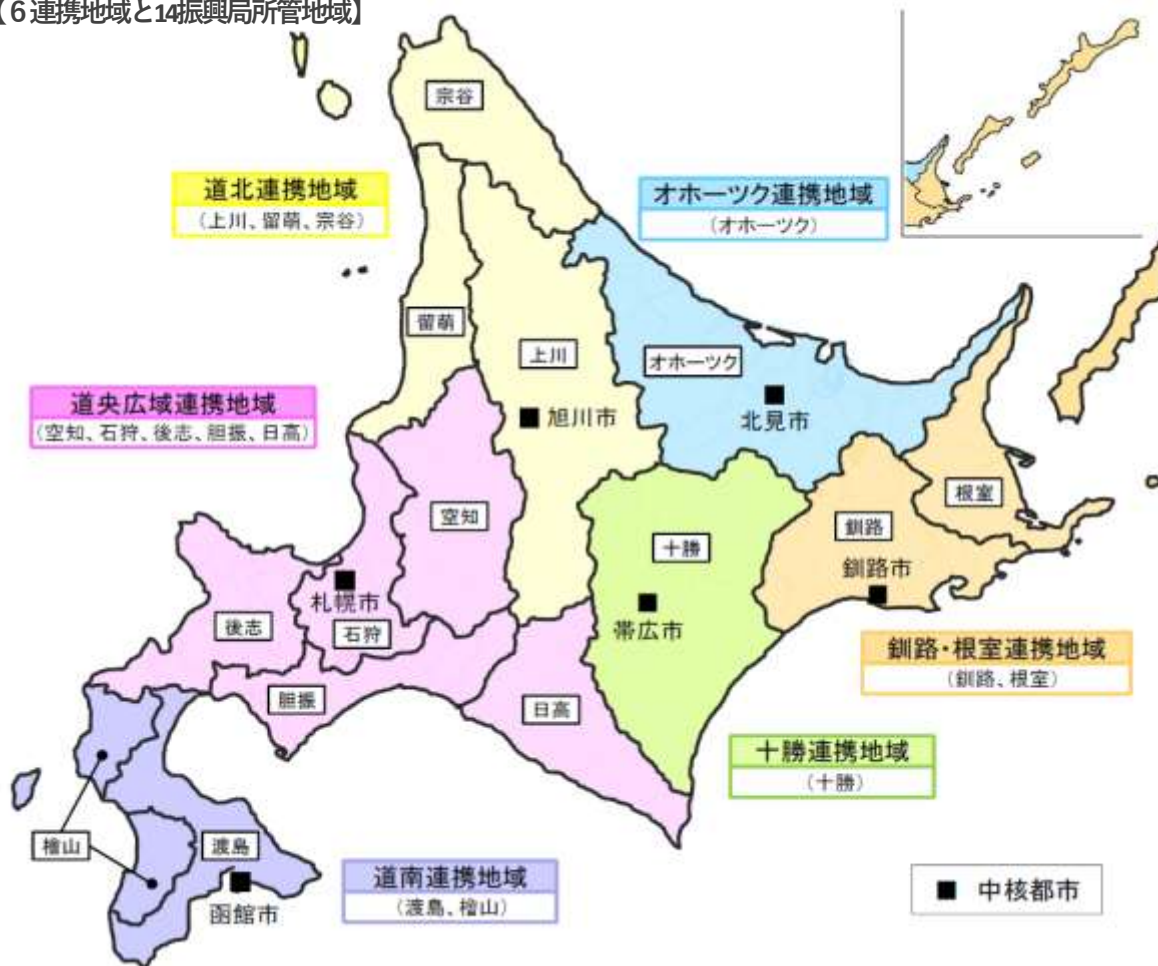 【6連携地域と14振興局所管地域】
宗谷
道北連携地域
(上川、留萌、宗谷)
オホーツク連携地域
(オホーツク)
留萌
上川
オホーツク
旭川市
北見市
道央広域連携地域
(空知、石狩、後志、胆振、日高)
空知
十勝
釧路
根室
札幌市
石狩
後志
帯広市
釧路市
釧路・根室連携地域
(釧路、根室)
胆振
日高
十勝連携地域
(十勝)
檜山
渡島
函館市
道南連携地域
(渡島、檜山)
中核都市